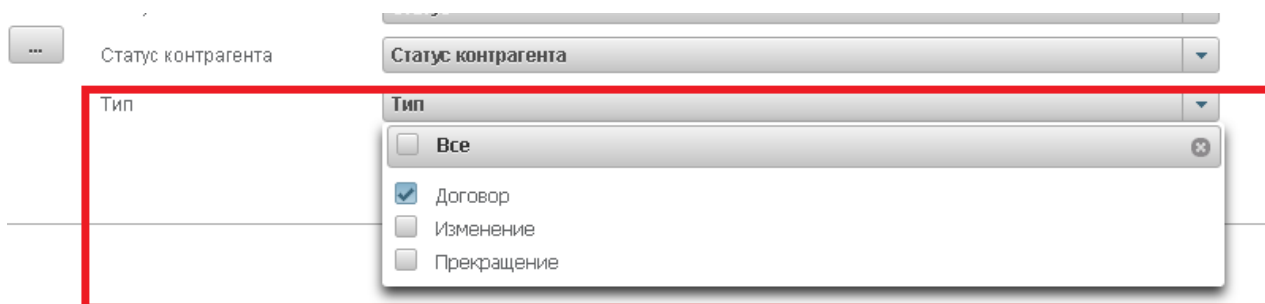 ...
Статус контрагента Статус контрагента
Тип Тип
Все
Договор
Изменение
Прекращение